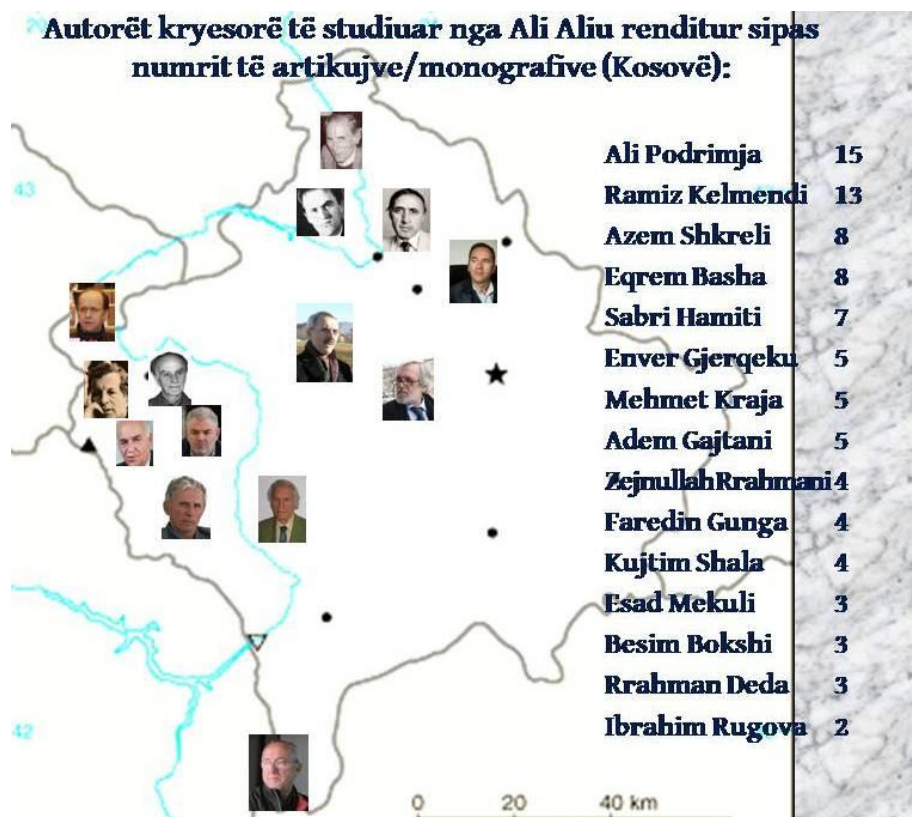 Autorët kryesorë të studiuar nga Ali Aliu renditur sipas
numrit të artikujve/monografive (Kosovë):
Ali Podrimja 15
Ramiz Kelmendi 13
Azem Shkreli 8
Eqrem Basha 8
Sabri Hamiti 7
Enver Gjerqeku 5
Mehmet Kraja 5
Adem Gajtani 5
Zejnullah Rrahmani 4
Faredin Gunga 4
Kujtim Shala 4
Esad Mekuli 3
Besim Bokshi 3
Rrahman Deda 3
Ibrahim Rugova 2
43
42
0 20 40 km